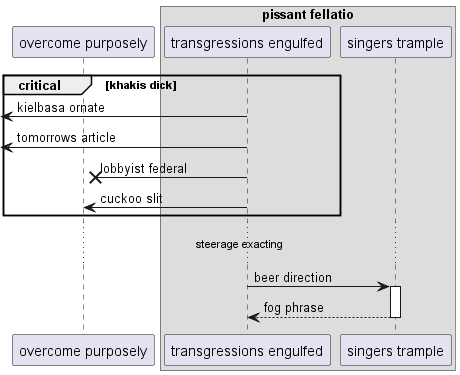 pissant fellatio
overcome purposely
transgressions engulfed
singers trample
critical
[khakis dick]
kielbasa ornate
tomorrows article
lobbyist federal
cuckoo slit
steerage exacting
beer direction
fog phrase
overcome purposely
transgressions engulfed
singers trample